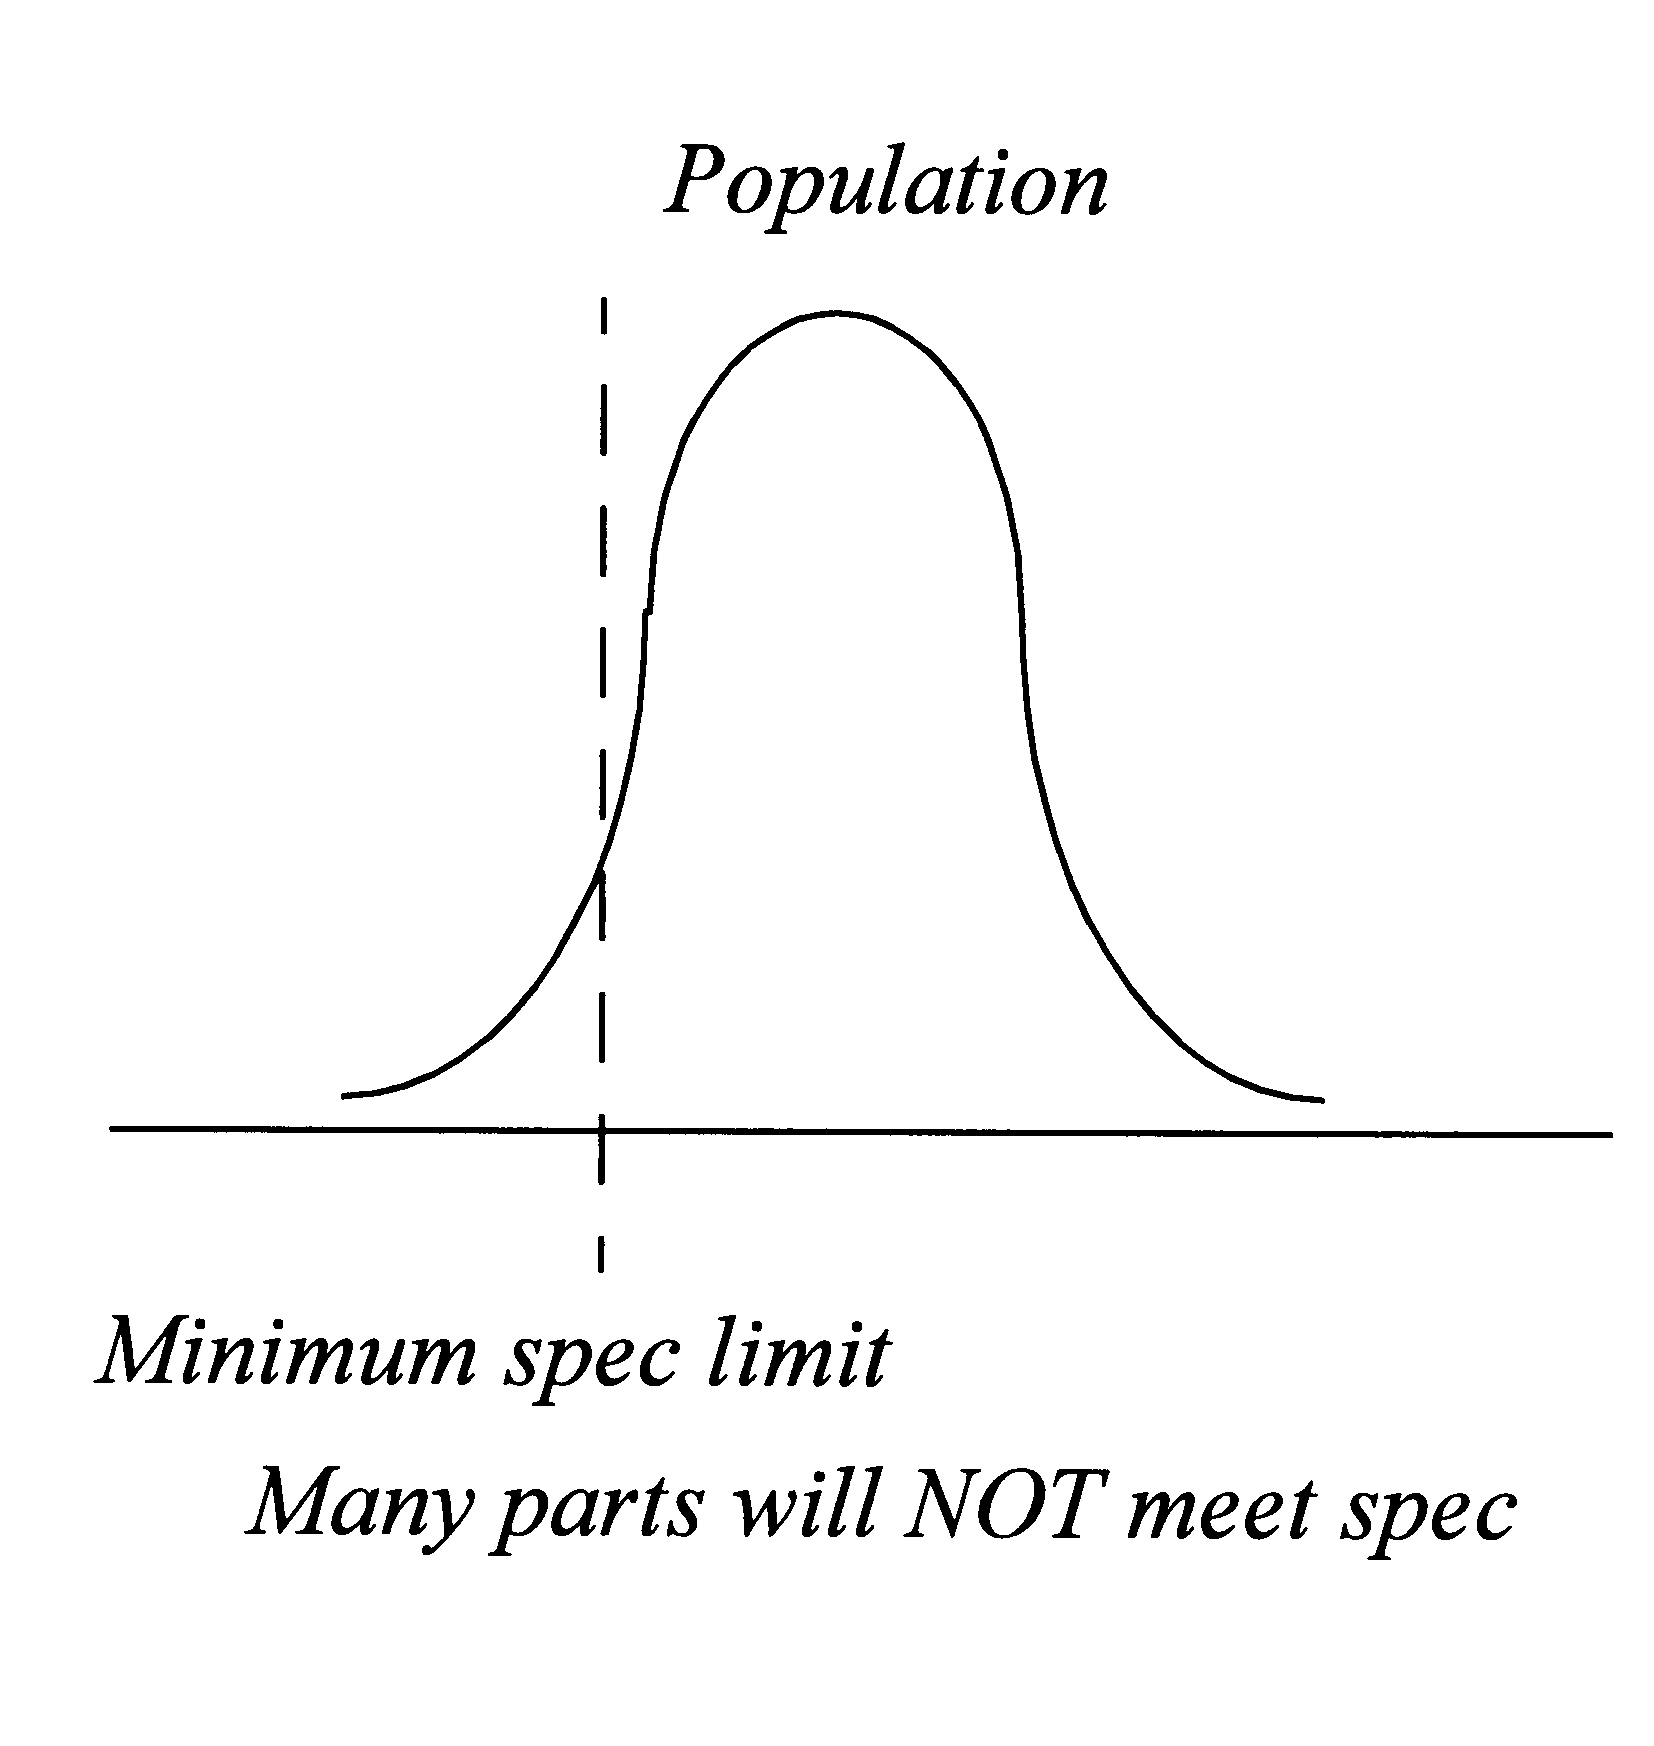 Population
Minimum spec limit
Many parts will NOT meet spec